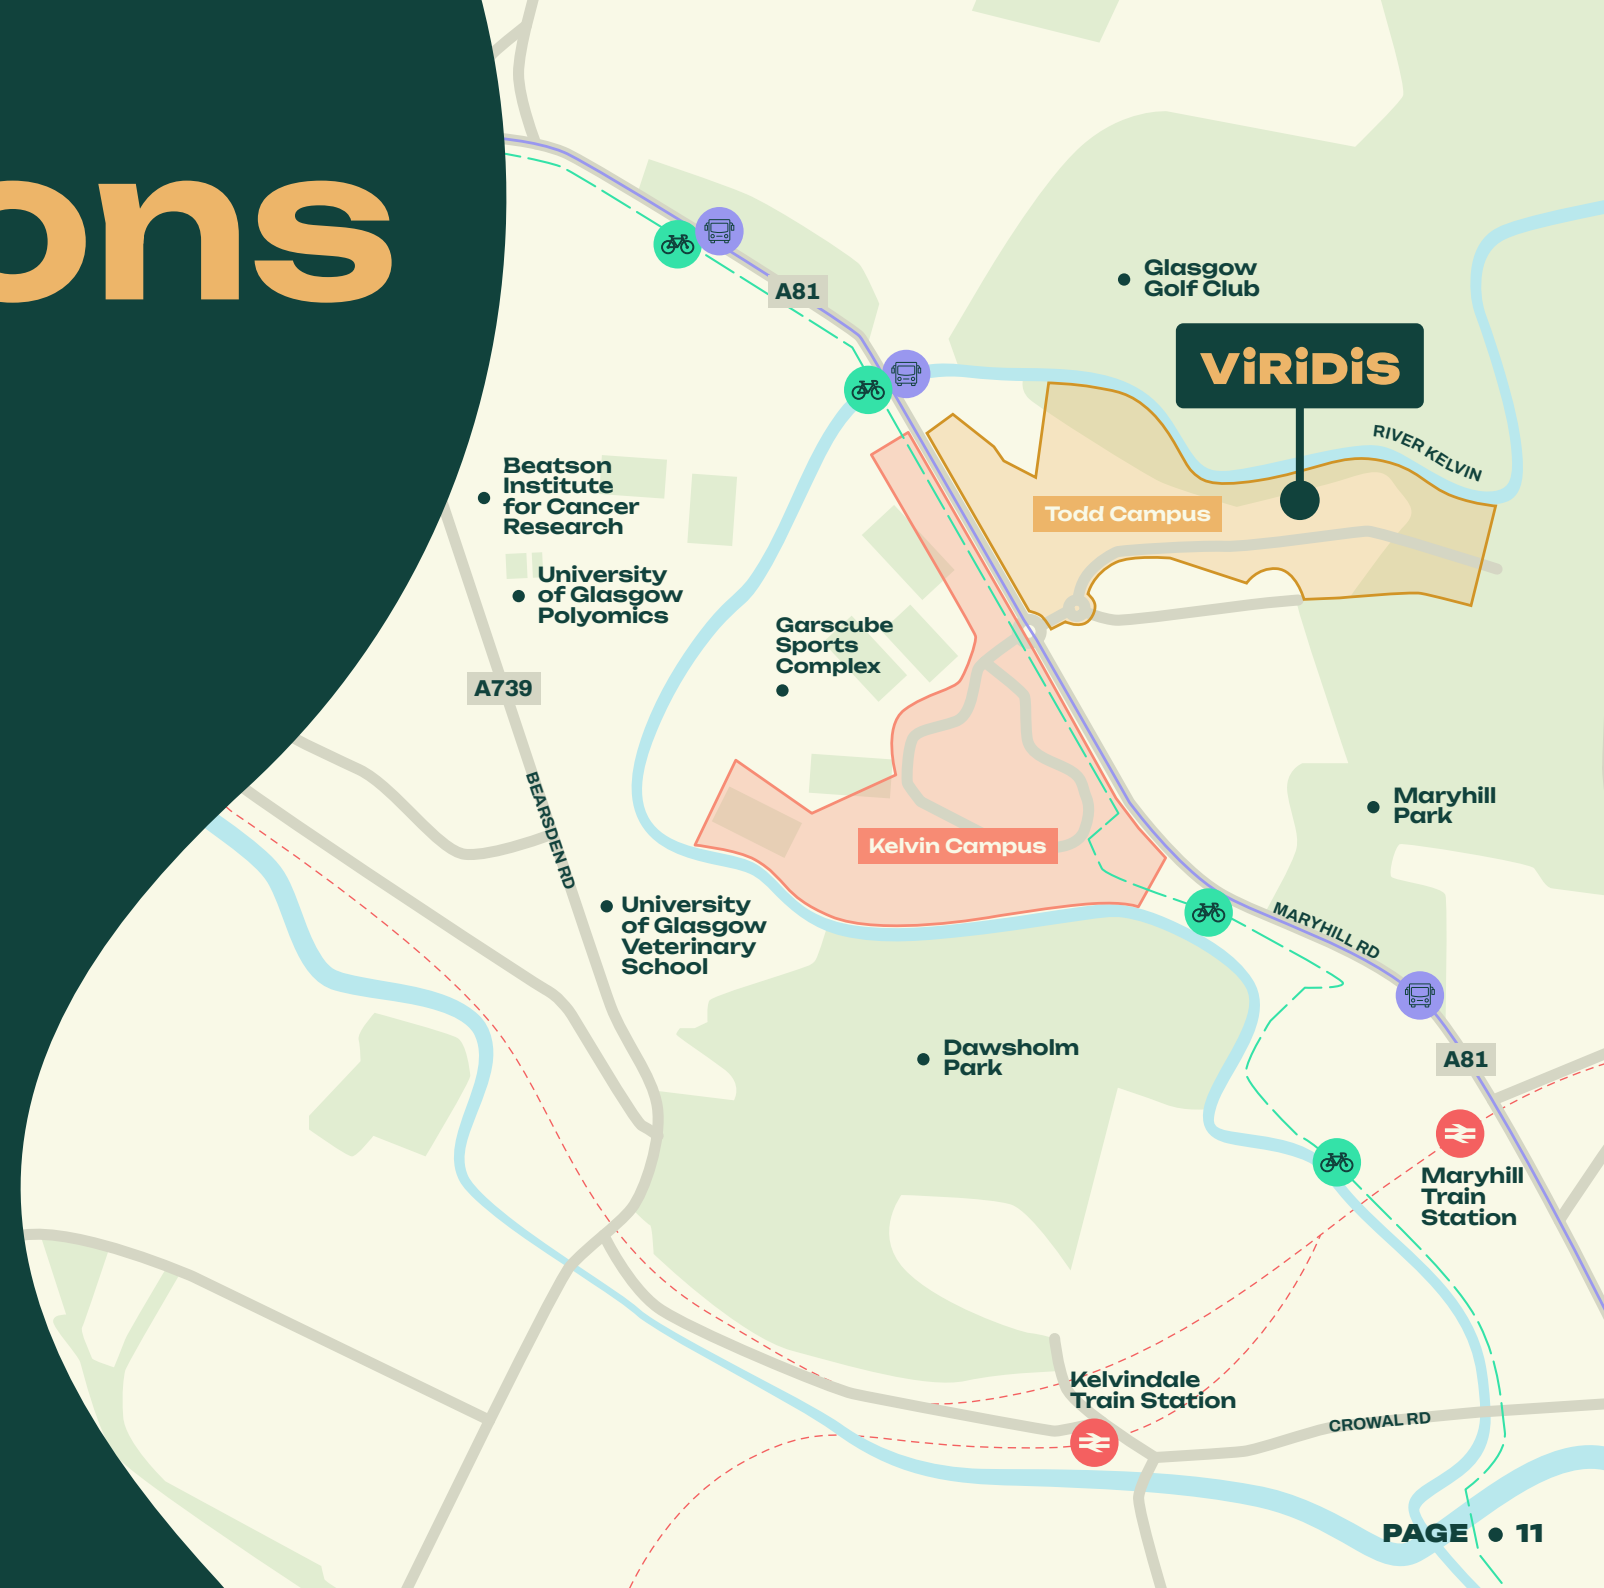 ons
A81
Glasgow
Golf Club
ViRiDiS
RIVER KELVIN
Beatson
Institute
for Cancer
Research
Todd Campus
University
of Glasgow
Polyomics
Garscube
Sports
Complex
A739
BEARSDEN RD
Maryhill
Park
Kelvin Campus
University
of Glasgow
Veterinary
School
MARYHILL RD
Dawsholm
Park
A81
Maryhill
Train
Station
Kelvindale
Train Station
CROWAL RD
PAGE • 11